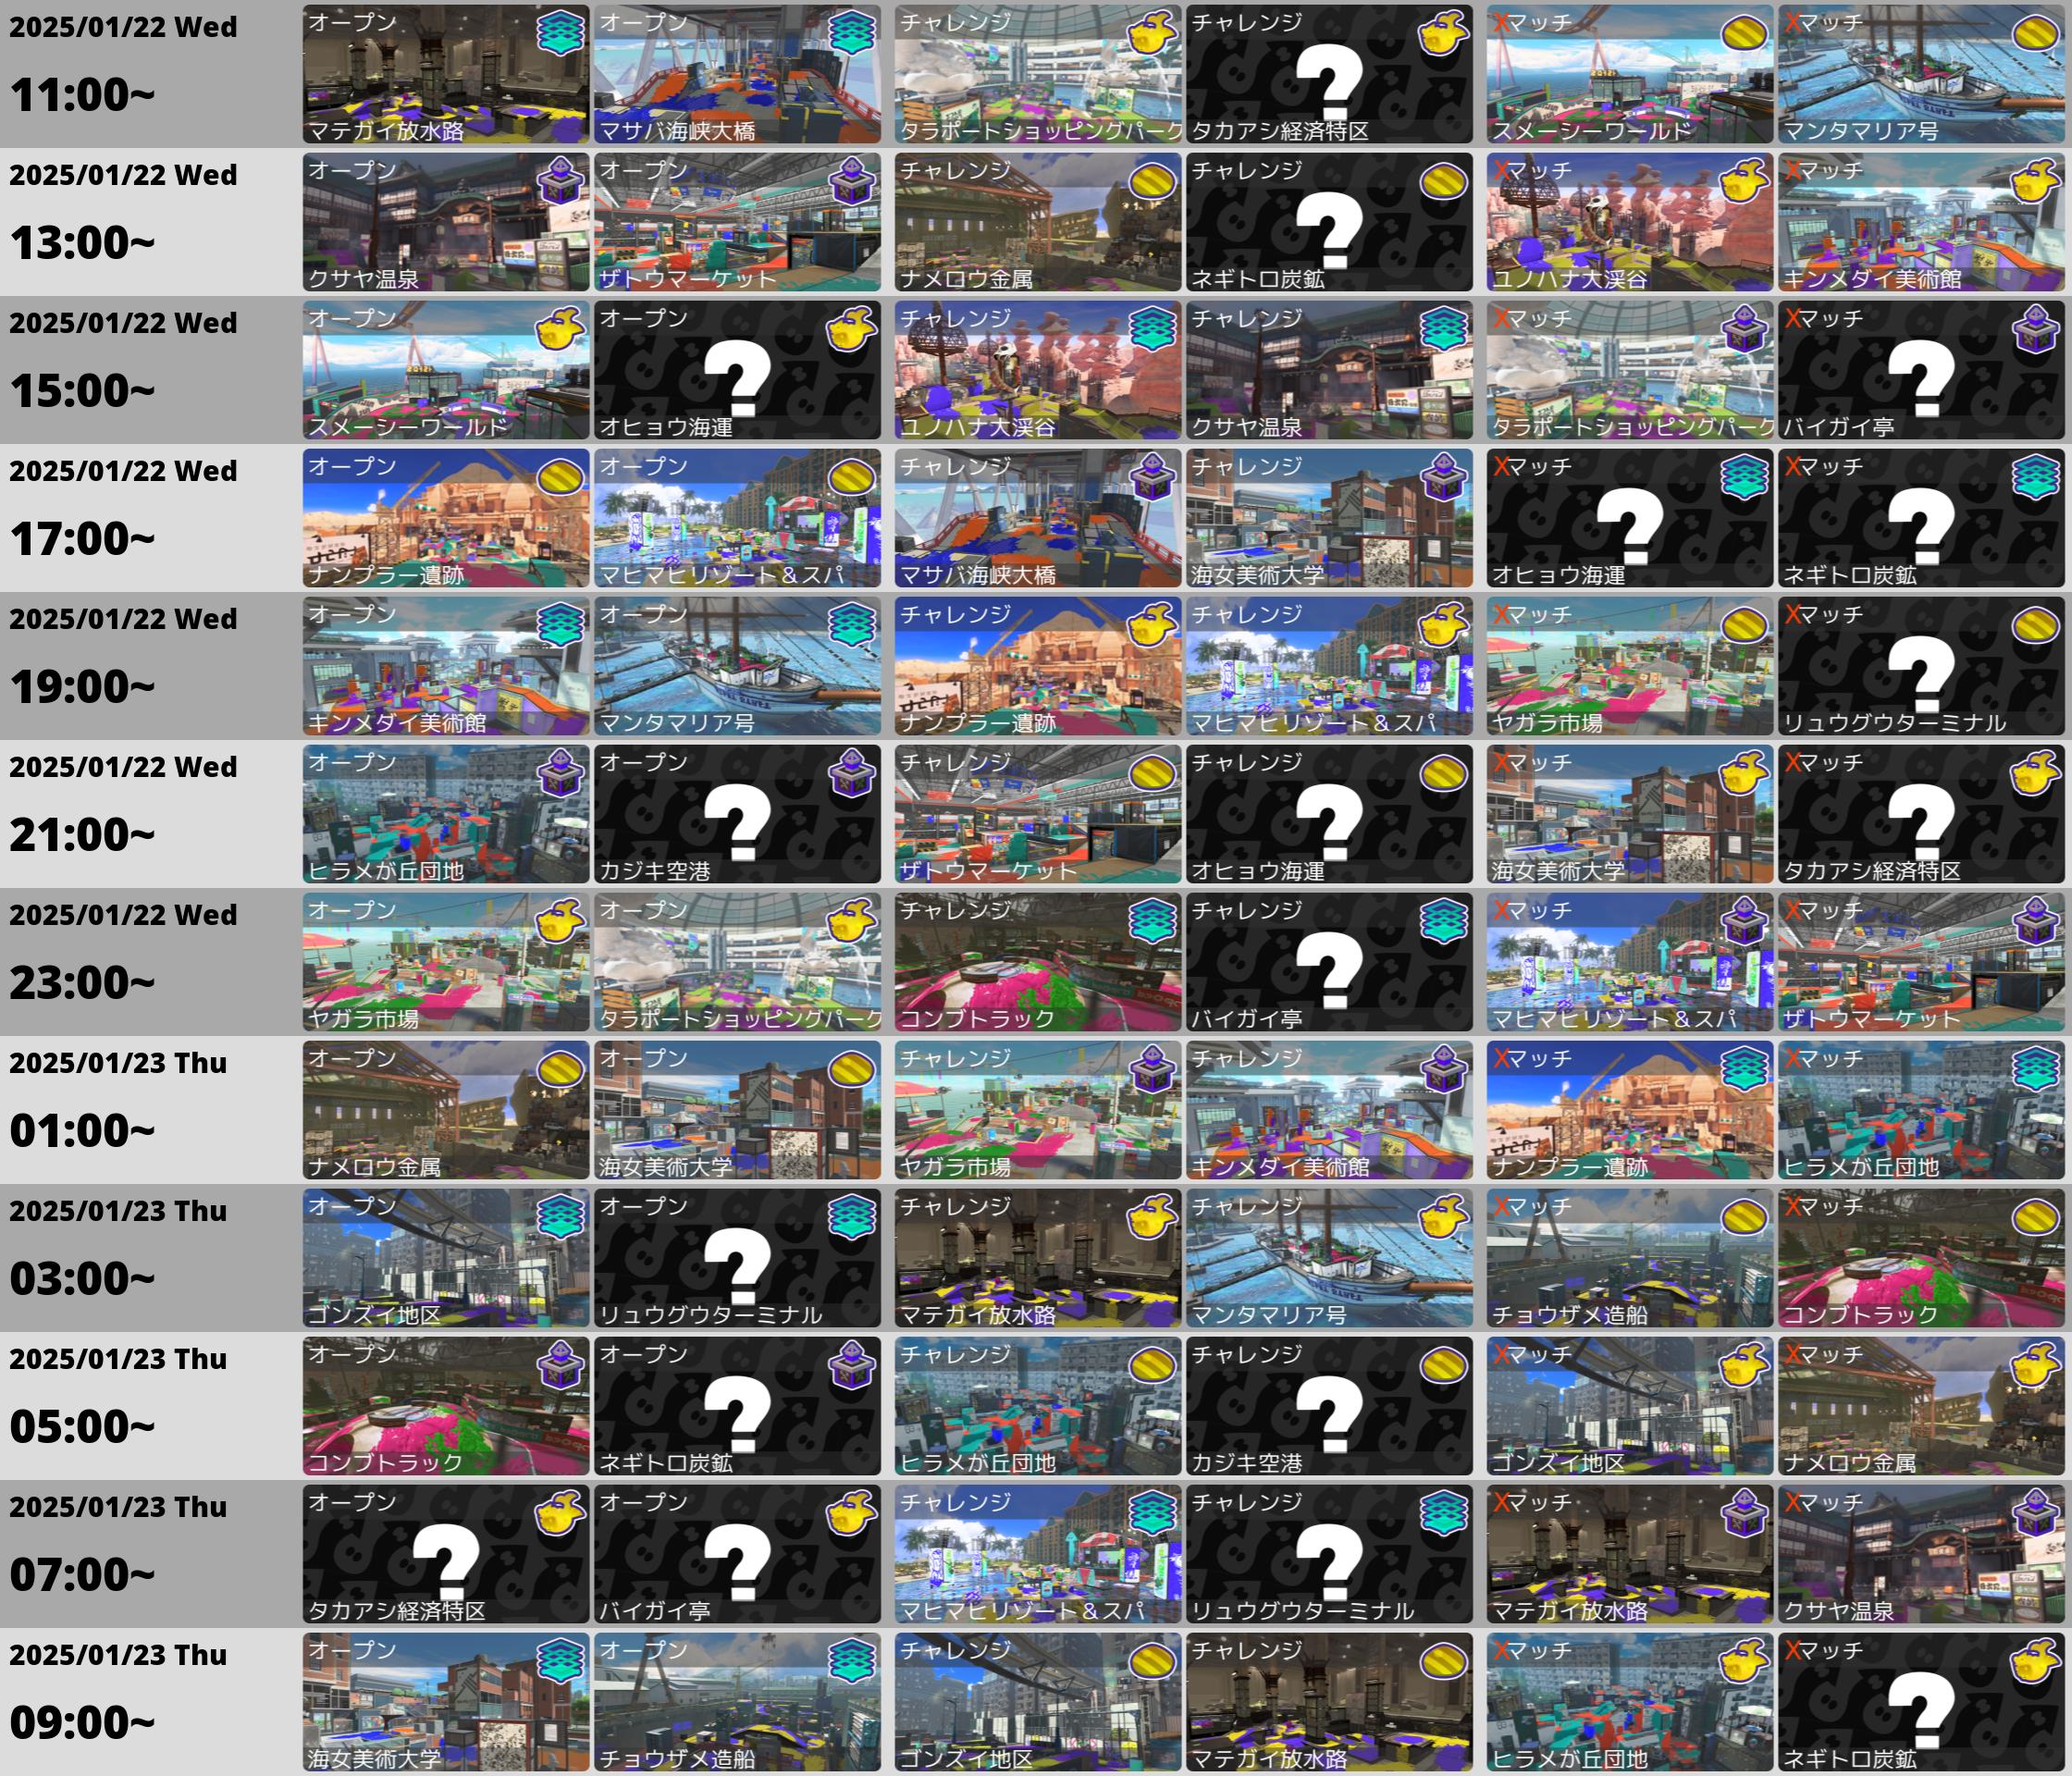 2025/01/22 Wed
11:00~
オープン
マテガイ放水路
オープン
マサバ海峡大橋
チャレンジ
タラポートショッピングパーク
チャレンジ
タカアシ経済特区
Xマッチ
スメーシーワールド
Xマッチ
マンタマリア号
2025/01/22 Wed
13:00~
オープン
クサヤ温泉
オープン
ザトウマーケット
チャレンジ
ナメロウ金属
チャレンジ
ネギトロ炭鉱
Xマッチ
ユノハナ大渓谷
Xマッチ
キンメダイ美術館
2025/01/22 Wed
15:00~
オープン
スメーシーワールド
オープン
オヒョウ海運
チャレンジ
ユノハナ大渓谷
チャレンジ
クサヤ温泉
Xマッチ
タラポートショッピングパーク
Xマッチ
バイガイ亭
2025/01/22 Wed
17:00~
オープン
ナンプラー遺跡
オープン
マヒマヒリゾート&スパ
チャレンジ
マサバ海峡大橋
チャレンジ
海女美術大学
Xマッチ
オヒョウ海運
Xマッチ
ネギトロ炭鉱
2025/01/22 Wed
19:00~
オープン
キンメダイ美術館
オープン
マンタマリア号
チャレンジ
ナンプラー遺跡
チャレンジ
マヒマヒリゾート&スパ
Xマッチ
ヤガラ市場
Xマッチ
リュウグウターミナル
2025/01/22 Wed
21:00~
オープン
ヒラメが丘団地
オープン
カジキ空港
チャレンジ
ザトウマーケット
チャレンジ
オヒョウ海運
Xマッチ
海女美術大学
Xマッチ
タカアシ経済特区
2025/01/22 Wed
23:00~
オープン
ヤガラ市場
オープン
タラポートショッピングパーク
チャレンジ
コンブトラック
チャレンジ
バイガイ亭
Xマッチ
マヒマヒリゾート&スパ
Xマッチ
ザトウマーケット
2025/01/23 Thu
01:00~
オープン
ナメロウ金属
オープン
海女美術大学
チャレンジ
ヤガラ市場
チャレンジ
キンメダイ美術館
Xマッチ
ナンプラー遺跡
Xマッチ
ヒラメが丘団地
2025/01/23 Thu
03:00~
オープン
ゴンズイ地区
オープン
リュウグウターミナル
チャレンジ
マテガイ放水路
チャレンジ
マンタマリア号
Xマッチ
チョウザメ造船
Xマッチ
コンブトラック
2025/01/23 Thu
05:00~
オープン
コンブトラック
オープン
ネギトロ炭鉱
チャレンジ
ヒラメが丘団地
チャレンジ
カジキ空港
Xマッチ
ゴンズイ地区
Xマッチ
ナメロウ金属
2025/01/23 Thu
07:00~
オープン
タカアシ経済特区
オープン
バイガイ亭
チャレンジ
マヒマヒリゾート&スパ
チャレンジ
リュウグウターミナル
Xマッチ
マテガイ放水路
Xマッチ
クサヤ温泉
2025/01/23 Thu
09:00~
オープン
海女美術大学
オープン
チョウザメ造船
チャレンジ
ゴンズイ地区
チャレンジ
マテガイ放水路
Xマッチ
ヒラメが丘団地
Xマッチ
ネギトロ炭鉱